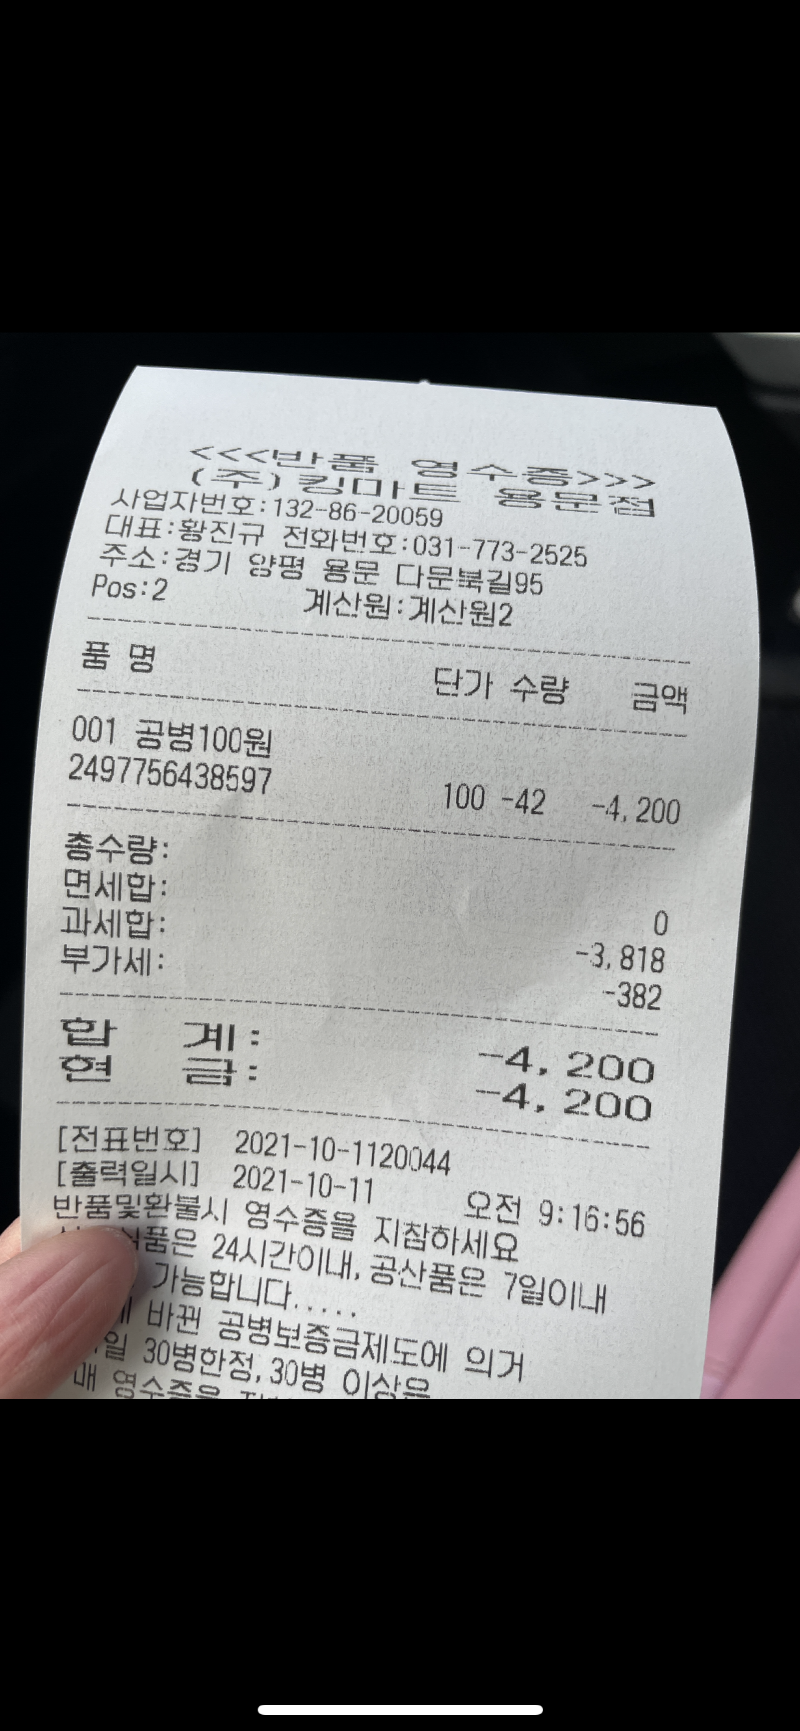 <<<반품 영수증>>>
(주)킹마트 용문점
사업자번호:132-86-20059
대표:황진규 전화번호:031-773-2525
주소:경기 양평 용문 다문북길95
Pos:2 계산원:계산원2
품 명 단가 수량 금액
001 공병100원
2497756438597 100 -42 -4,200
총수량:
면세합: 0
과세합: -3,818
부가세: -382
합 계: -4,200
현 금: -4,200
[전표번호] 2021-10-1120044
[출력일시] 2021-10-11 오전 9:16:56
반품및환불시 영수증을 지참하세요
24시간이내, 공산품은 7일이내
가능합니다.....
바뀐 공병보증금제도에 의거
30병한정, 30병 이상을
영수증을